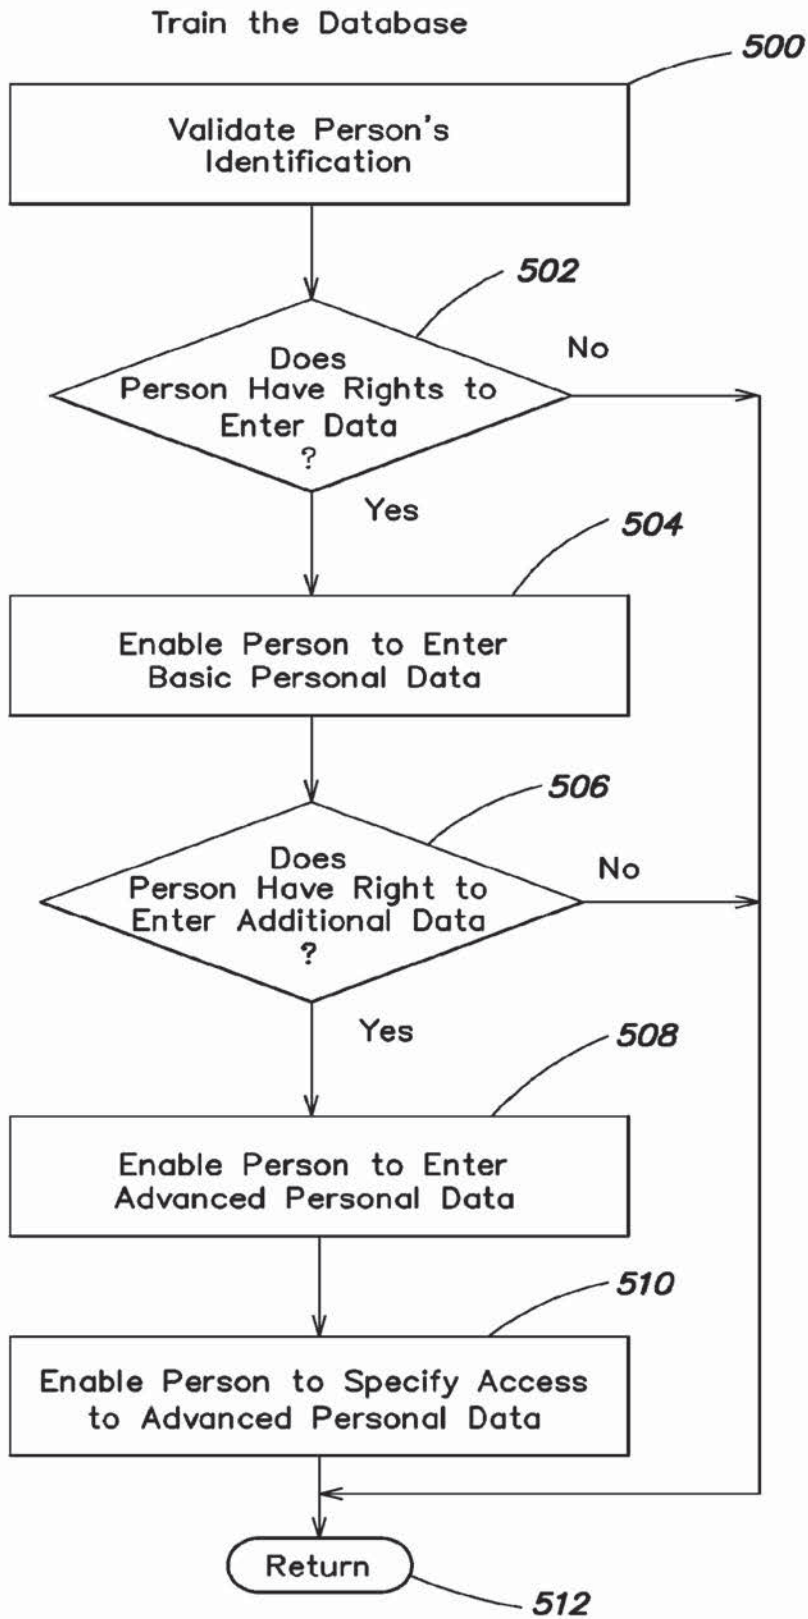 Train the Database
500
Validate Person's
Identification
502
Does
Person Have Rights to
Enter Data
?
No
Yes
504
Enable Person to Enter
Basic Personal Data
506
Does
Person Have Right to
Enter Additional Data
?
No
Yes
508
Enable Person to Enter
Advanced Personal Data
510
Enable Person to Specify Access
to Advanced Personal Data
Return
512